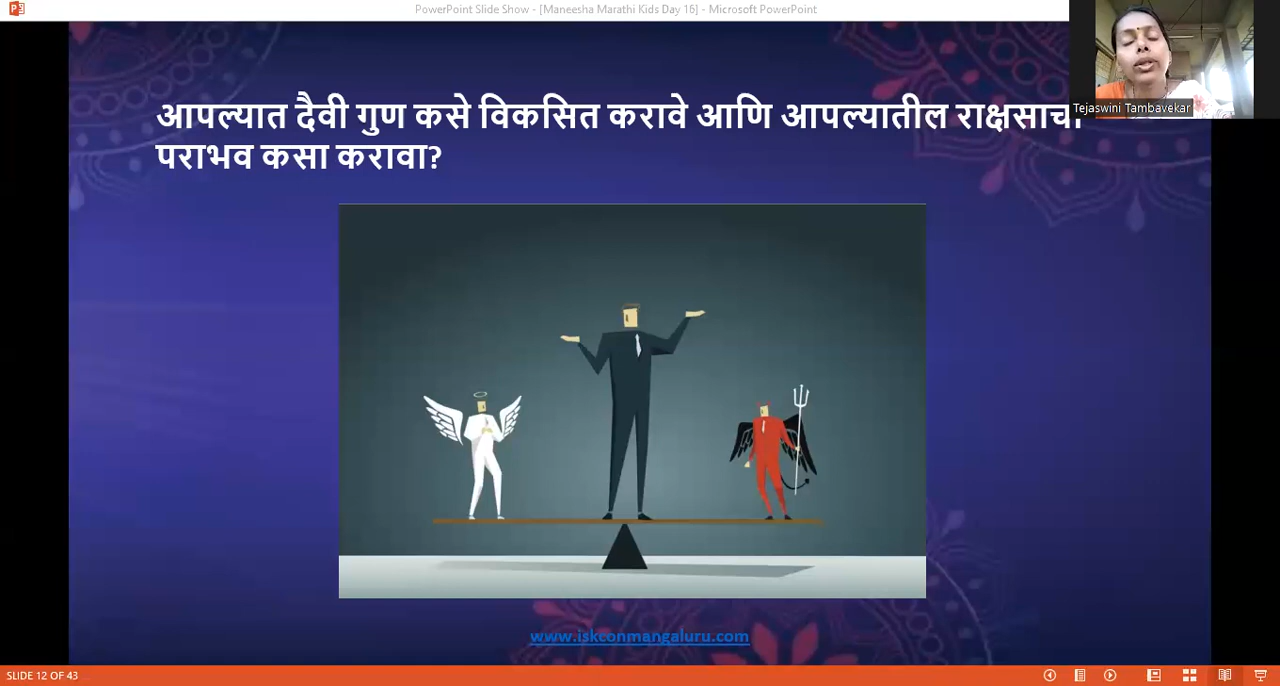 PowerPoint Slide Show - [Maneesha Marathi Kids Day 16] - Microsoft PowerPoint
Tejaswini Tambavekar
आपल्यात दैवी गुण कसे विकसित करावे आणि आपल्यातील राक्षसाचा
पराभव कसा करावा?
www.iskconmangaluru.com
SLIDE 12 OF 43